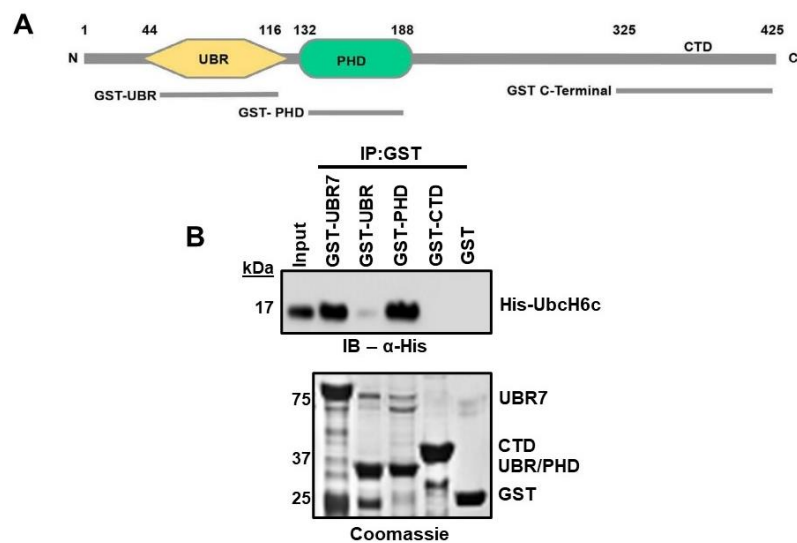 A
1 44 116 132 188 325 425
CTD
N UBR PHD C
GST-UBR
GST- PHD
GST C-Terminal
IP:GST
Input GST-UBR7 GST-UBR GST-PHD GST-CTD GST
B
kDa
17 His-UbcH6c
IB – α-His
75 UBR7
CTD
37 UBR/PHD
25 GST
Coomassie